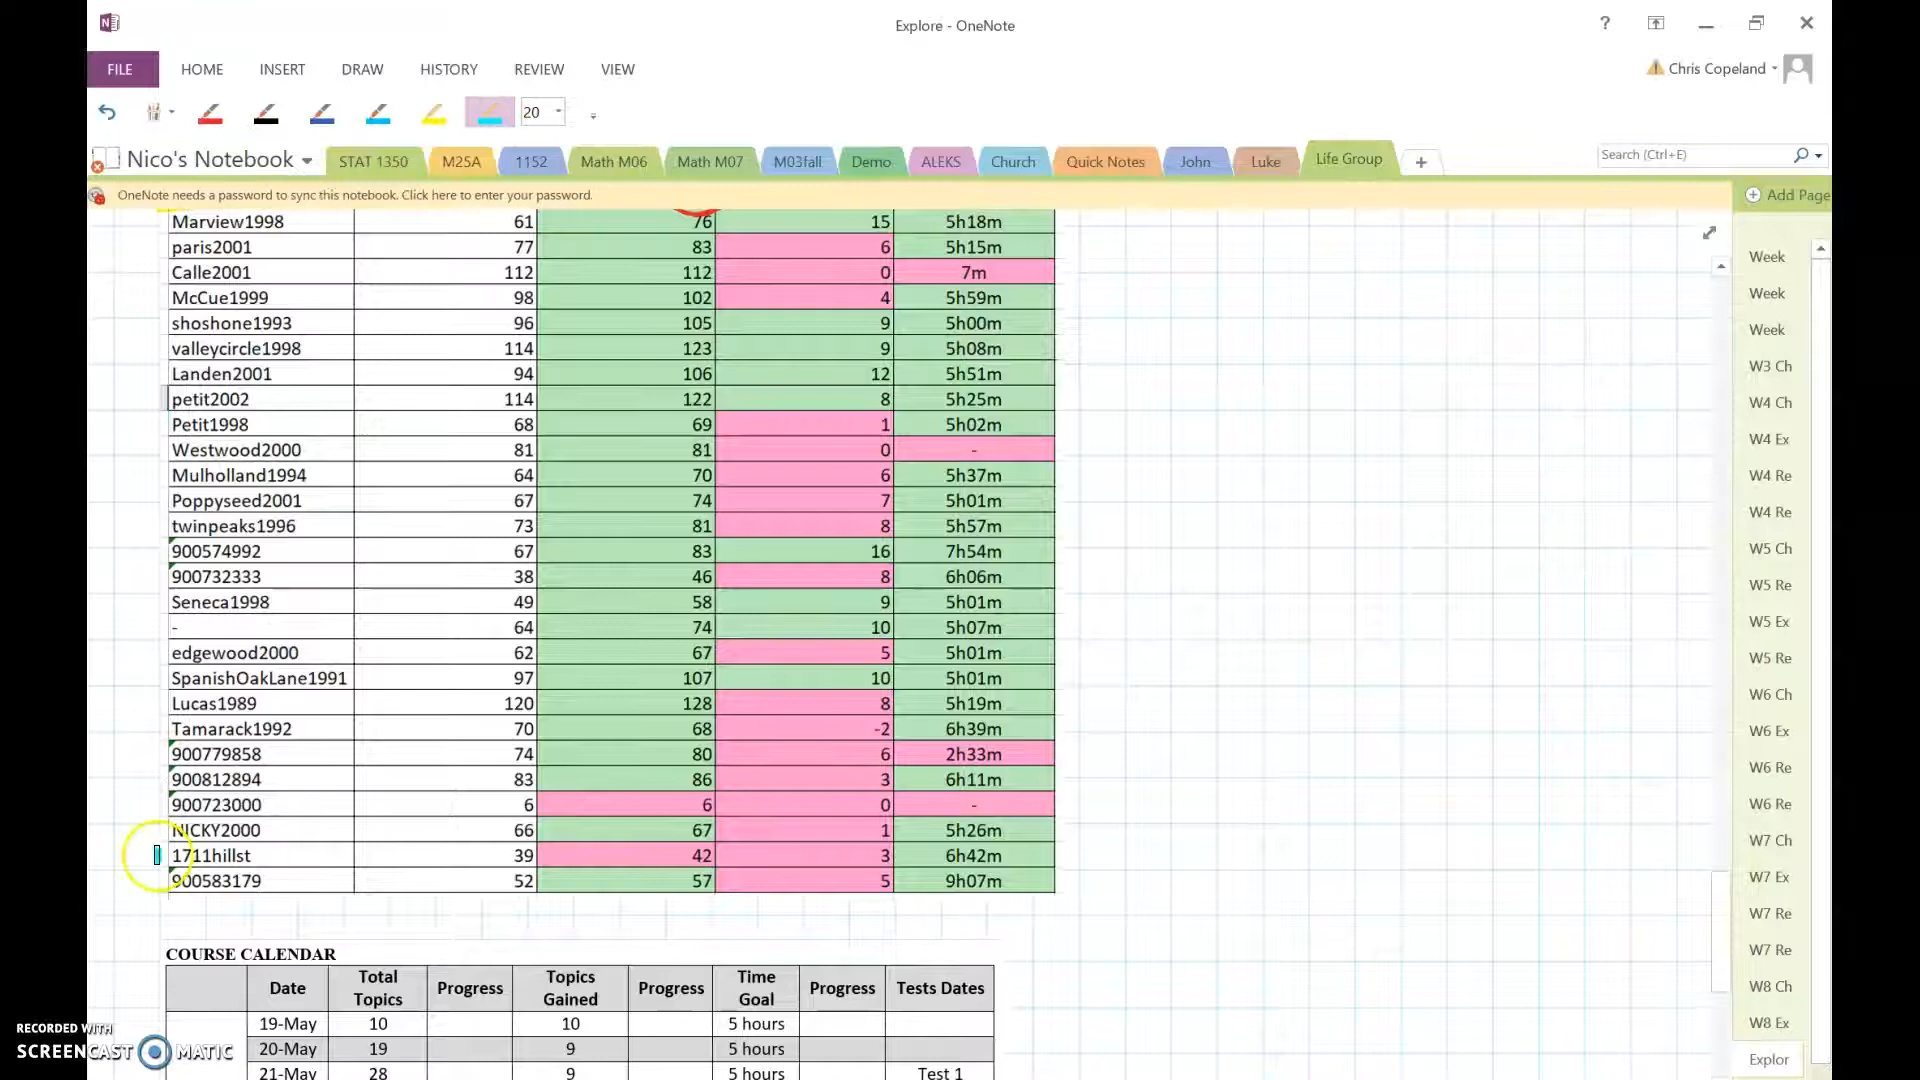 Explore - OneNote
?
FILE HOME INSERT DRAW HISTORY REVIEW VIEW
Chris Copeland
20
Nico's Notebook STAT 1350 M25A 1152 Math M06 Math M07 M03fall Demo ALEKS Church Quick Notes John Luke Life Group
Search (Ctrl+E)
OneNote needs a password to sync this notebook. Click here to enter your password.
Add Page
Marview1998 61 76 15 5h18m
paris2001 77 83 6 5h15m
Calle2001 112 112 0 7m
McCue1999 98 102 4 5h59m
shoshone1993 96 105 9 5h00m
valleycircle1998 114 123 9 5h08m
Landen2001 94 106 12 5h51m
petit2002 114 122 8 5h25m
Petit1998 68 69 1 5h02m
Westwood2000 81 81 0 -
Mulholland1994 64 70 6 5h37m
Poppyseed2001 67 74 7 5h01m
twinpeaks1996 73 81 8 5h57m
900574992 67 83 16 7h54m
900732333 38 46 8 6h06m
Seneca1998 49 58 9 5h01m
- 64 74 10 5h07m
edgewood2000 62 67 5 5h01m
SpanishOakLane1991 97 107 10 5h01m
Lucas1989 120 128 8 5h19m
Tamarack1992 70 68 -2 6h39m
900779858 74 80 6 2h33m
900812894 83 86 3 6h11m
900723000 6 6 0 -
NICKY2000 66 67 1 5h26m
1711hillst 39 42 3 6h42m
900583179 52 57 5 9h07m
COURSE CALENDAR
Date Total Topics Progress Topics Gained Progress Time Goal Progress Tests Dates
19-May 10 10 5 hours
20-May 19 9 5 hours
21-May 28 9 5 hours Test 1
Week
Week
Week
W3 Ch
W4 Ch
W4 Ex
W4 Re
W4 Re
W5 Ch
W5 Re
W5 Ex
W5 Re
W6 Ch
W6 Ex
W6 Re
W6 Re
W7 Ch
W7 Ex
W7 Re
W7 Re
W8 Ch
W8 Ex
Explor
RECORDED WITH
SCREENCAST MATIC